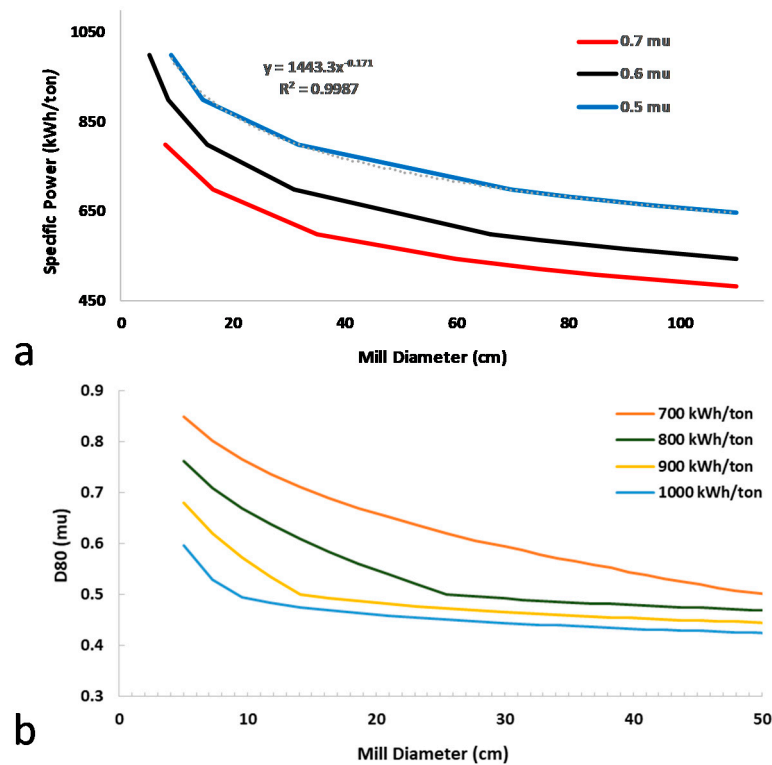 1050
850
650
450
Specific Power (kWh/ton)
y = 1443.3x^-0.171
R² = 0.9987
0.7 mu
0.6 mu
0.5 mu
0 20 40 60 80 100
Mill Diameter (cm)
a
0.9
0.8
0.7
0.6
0.5
0.4
0.3
D80 (mu)
700 kWh/ton
800 kWh/ton
900 kWh/ton
1000 kWh/ton
0 10 20 30 40 50
Mill Diameter (cm)
b